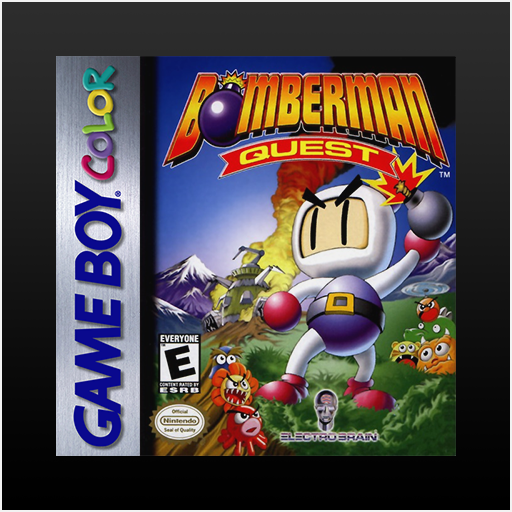 GAME BOY COLOR
BOMBERMAN
QUEST
™
EVERYONE
E
CONTENT RATED BY
ESRB
Official
Nintendo
Seal of Quality
ELECTRO BRAIN